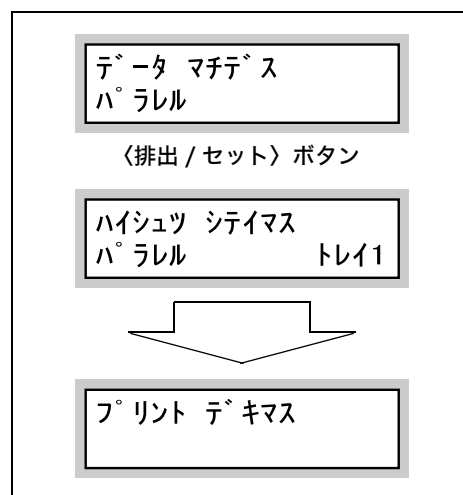 データ マチデス
パラレル
〈排出 / セット〉ボタン
ハイシュツ シテイマス
パラレル トレイ1
プリント デキマス